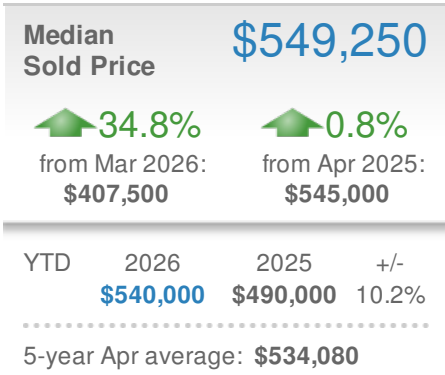 Median
Sold Price
$549,250
34.8%
from Mar 2026:
$407,500
0.8%
from Apr 2025:
$545,000
YTD 2026 2025 +/-
$540,000 $490,000 10.2%
5-year Apr average: $534,080